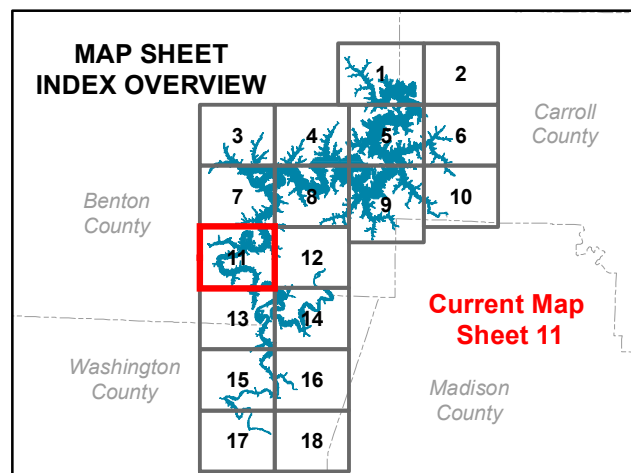 MAP SHEET
INDEX OVERVIEW
1
2
Carroll
County
3
4
5
6
Benton
County
7
8
9
10
11
12
Current Map
Sheet 11
13
14
Washington
County
15
16
Madison
County
17
18